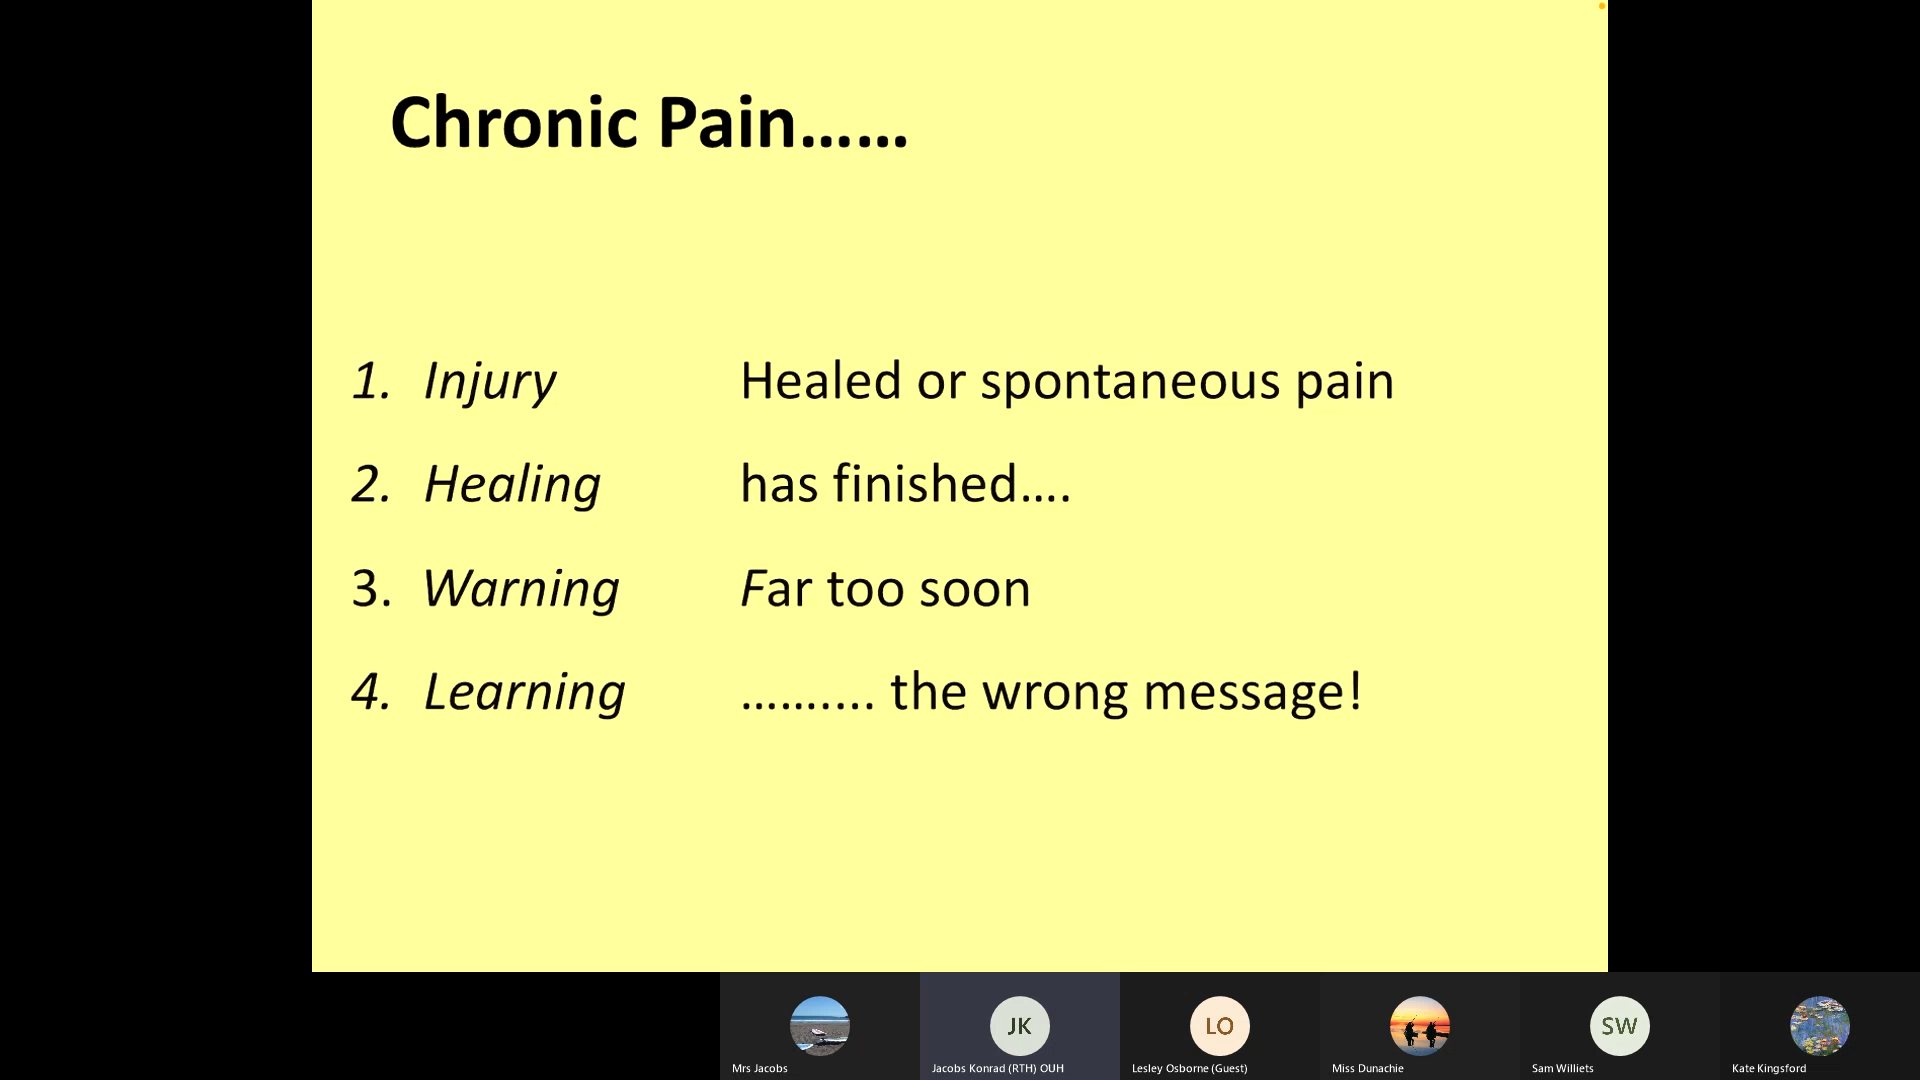 Chronic Pain......
1. Injury Healed or spontaneous pain
2. Healing has finished....
3. Warning Far too soon
4. Learning .......... the wrong message!
JK LO SW
Mrs Jacobs Jacobs Konrad (RTH) OUH Lesley Osborne (Guest) Miss Dunachie Sam Williets Kate Kingsford